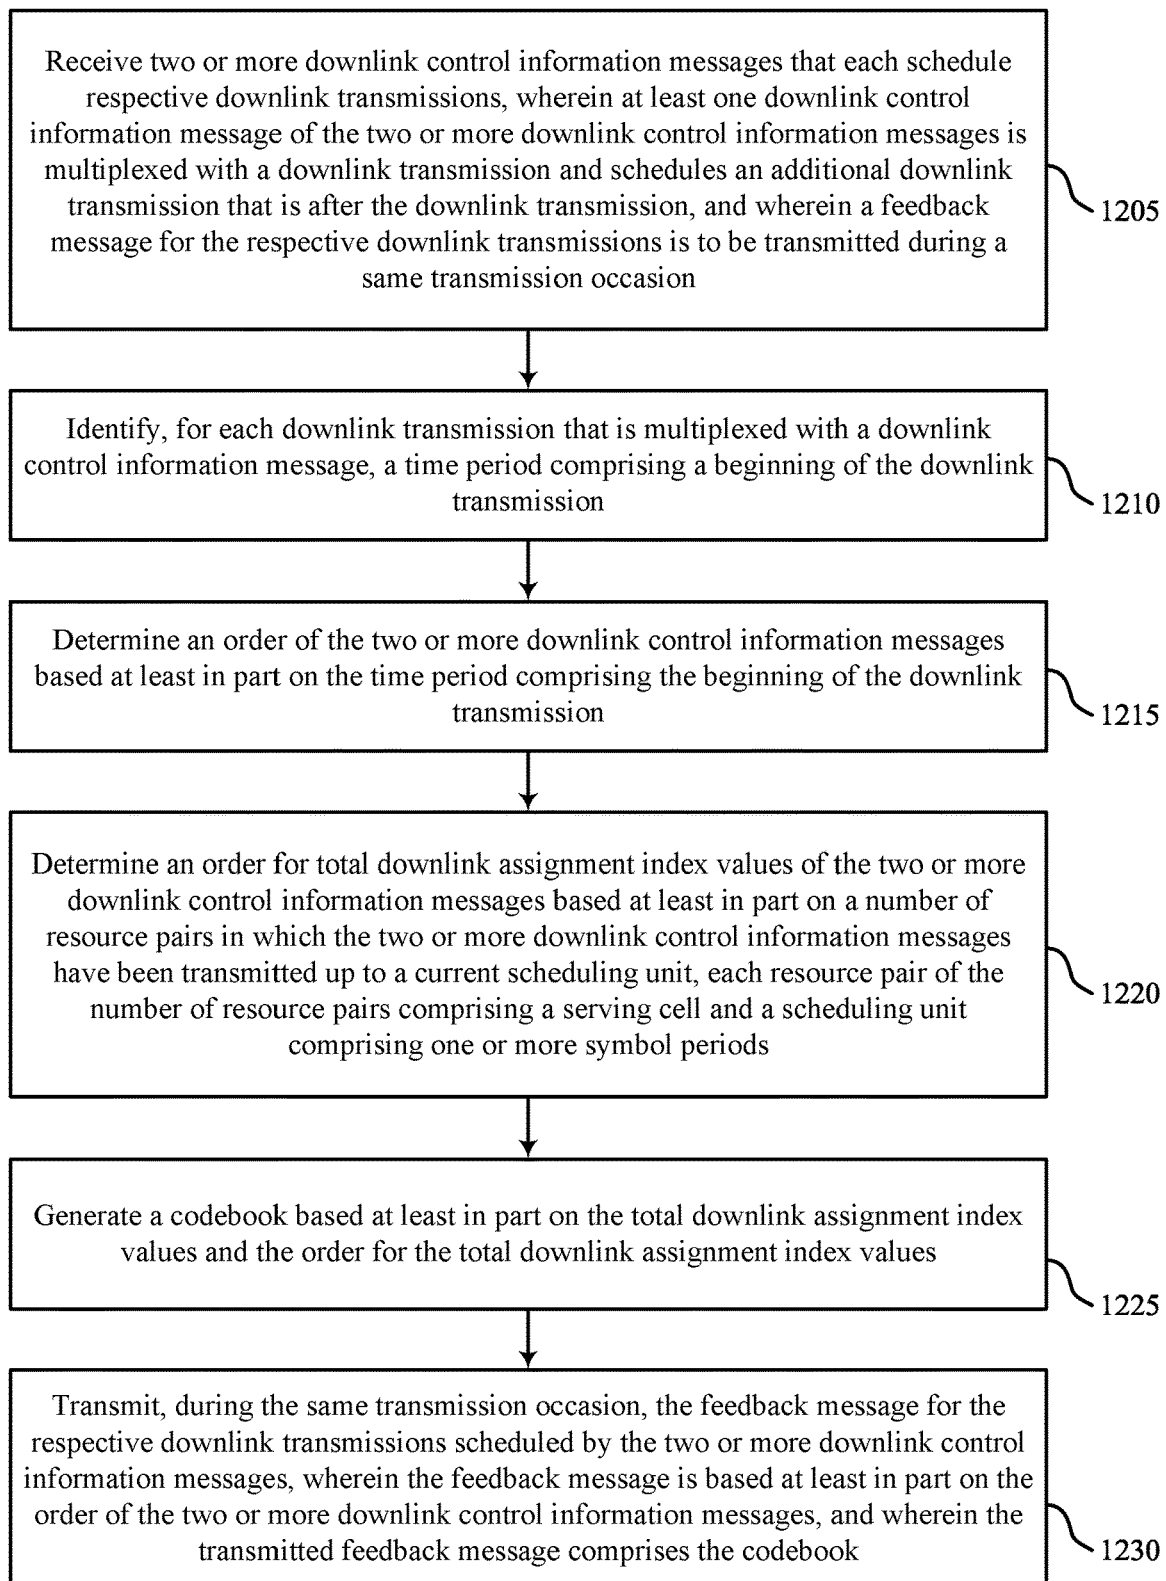 Receive two or more downlink control information messages that each schedule
respective downlink transmissions, wherein at least one downlink control
information message of the two or more downlink control information messages is
multiplexed with a downlink transmission and schedules an additional downlink
transmission that is after the downlink transmission, and wherein a feedback
message for the respective downlink transmissions is to be transmitted during a
same transmission occasion
1205
Identify, for each downlink transmission that is multiplexed with a downlink
control information message, a time period comprising a beginning of the downlink
transmission
1210
Determine an order of the two or more downlink control information messages
based at least in part on the time period comprising the beginning of the downlink
transmission
1215
Determine an order for total downlink assignment index values of the two or more
downlink control information messages based at least in part on a number of
resource pairs in which the two or more downlink control information messages
have been transmitted up to a current scheduling unit, each resource pair of the
number of resource pairs comprising a serving cell and a scheduling unit
comprising one or more symbol periods
1220
Generate a codebook based at least in part on the total downlink assignment index
values and the order for the total downlink assignment index values
1225
Transmit, during the same transmission occasion, the feedback message for the
respective downlink transmissions scheduled by the two or more downlink control
information messages, wherein the feedback message is based at least in part on the
order of the two or more downlink control information messages, and wherein the
transmitted feedback message comprises the codebook
1230